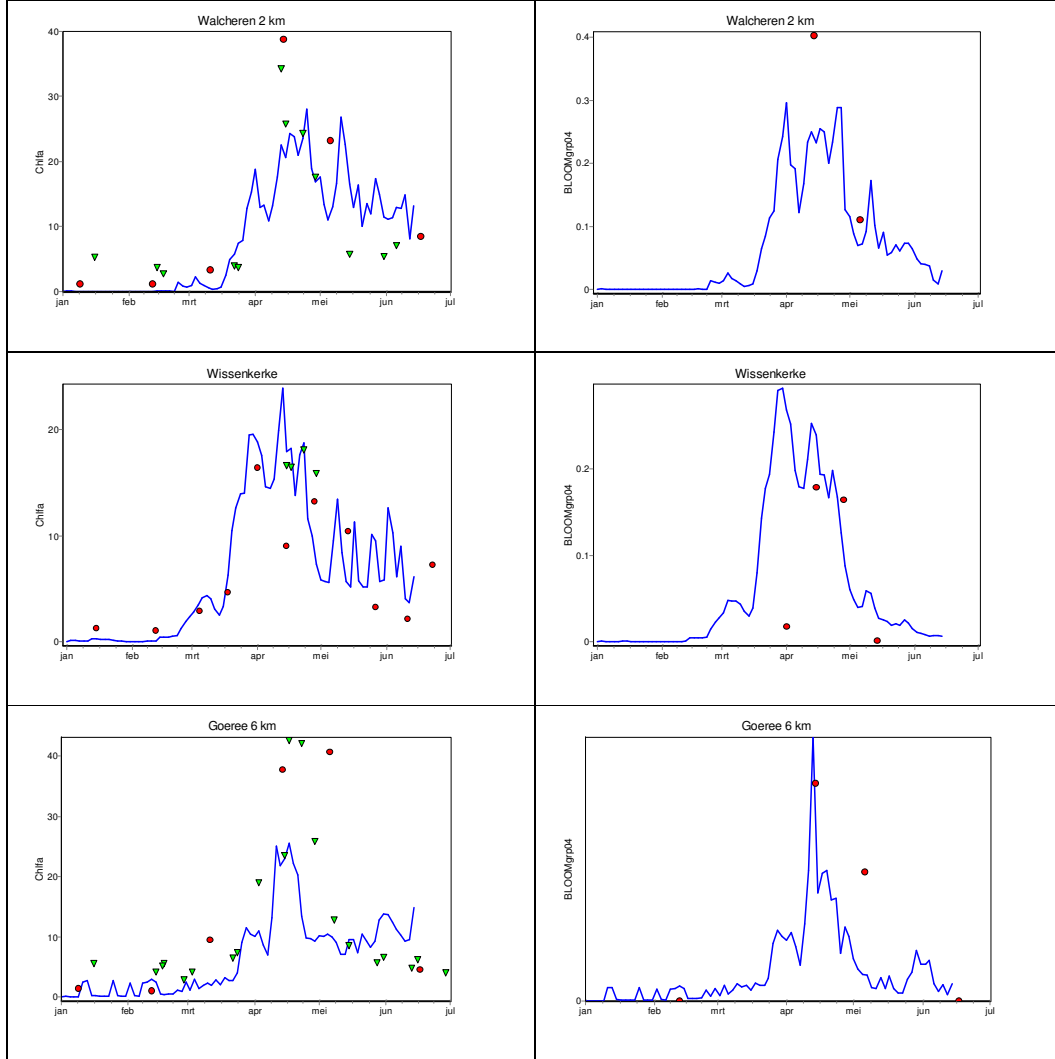 Walcheren 2 km
40
30
20
10
0
Chlfa
jan feb mrt apr mei jun jul
Walcheren 2 km
0.4
0.3
0.2
0.1
0
BLOOMgrp04
jan feb mrt apr mei jun jul
Wissenkerke
20
10
0
Chlfa
jan feb mrt apr mei jun jul
Wissenkerke
0.2
0.1
0
BLOOMgrp04
jan feb mrt apr mei jun jul
Goeree 6 km
40
30
20
10
0
Chlfa
jan feb mrt apr mei jun jul
Goeree 6 km
0
BLOOMgrp04
jan feb mrt apr mei jun jul